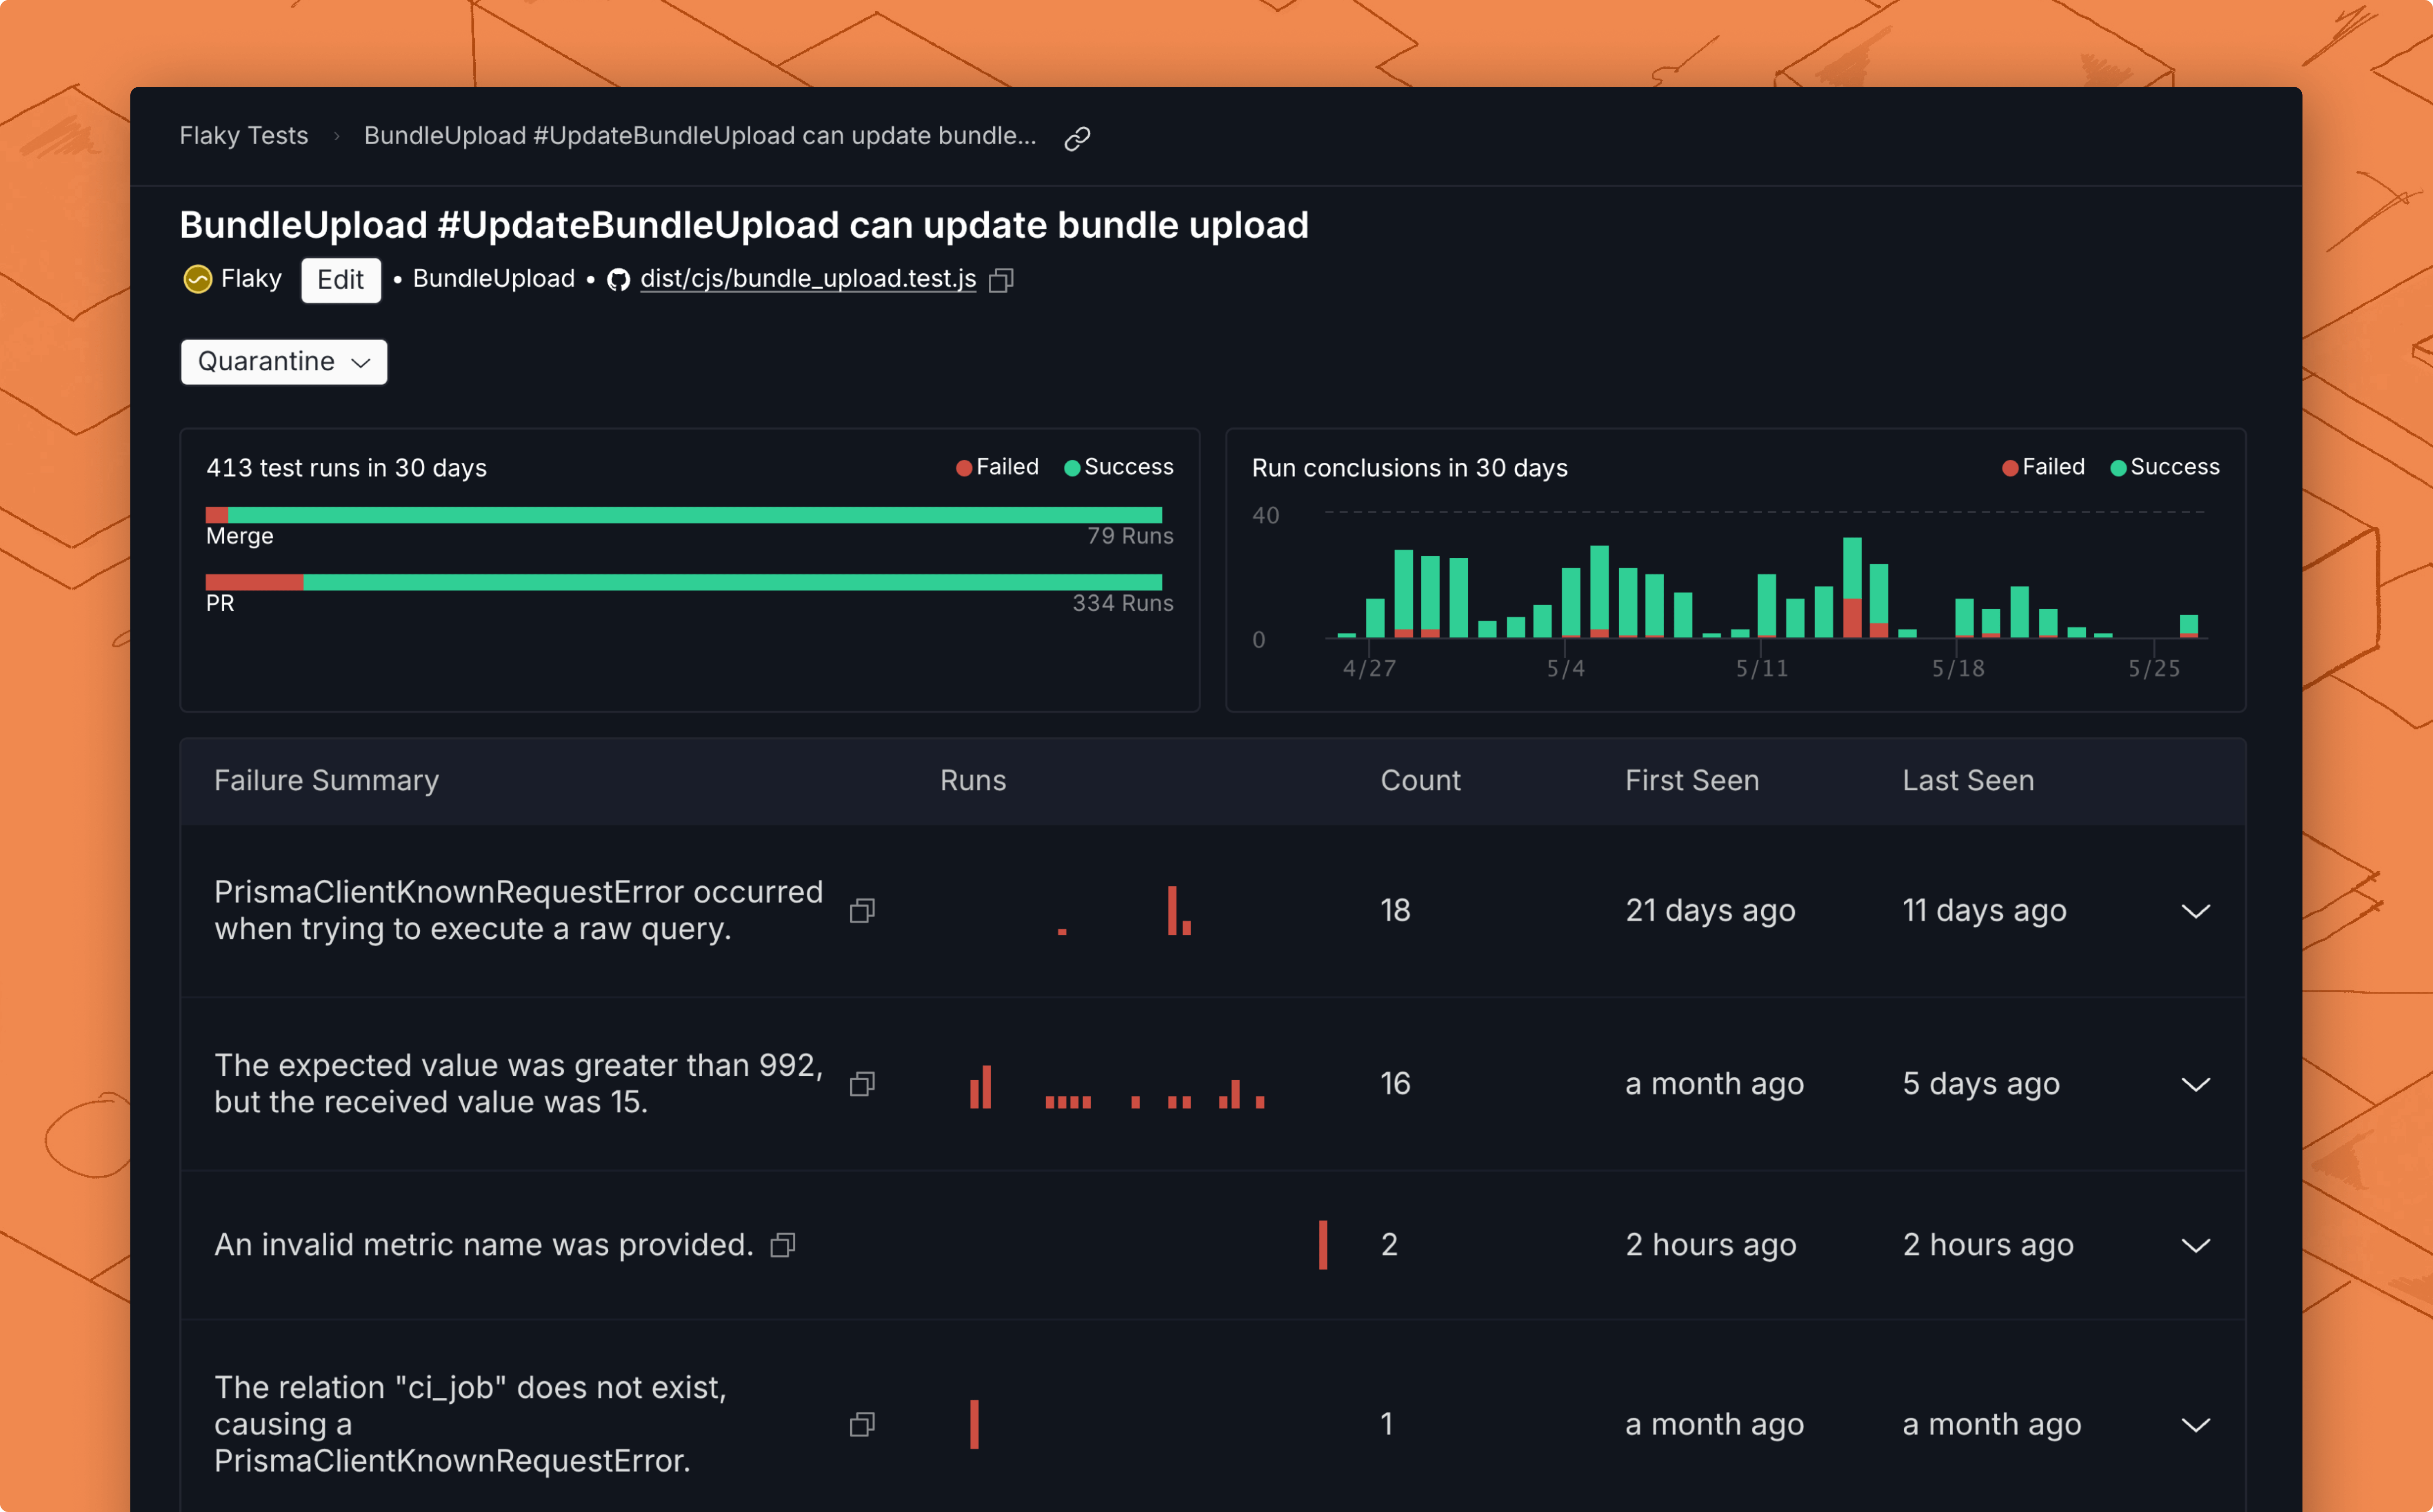 Flaky Tests › BundleUpload #UpdateBundleUpload can update bundle...
BundleUpload #UpdateBundleUpload can update bundle upload
Flaky Edit • BundleUpload • dist/cjs/bundle_upload.test.js
Quarantine
413 test runs in 30 days Failed Success
Merge 79 Runs
PR 334 Runs
Run conclusions in 30 days Failed Success
40
0
4/27 5/4 5/11 5/18 5/25
Failure Summary Runs Count First Seen Last Seen
PrismaClientKnownRequestError occurred
when trying to execute a raw query.
18 21 days ago 11 days ago
The expected value was greater than 992,
but the received value was 15.
16 a month ago 5 days ago
An invalid metric name was provided. 2 2 hours ago 2 hours ago
The relation "ci_job" does not exist,
causing a
PrismaClientKnownRequestError.
1 a month ago a month ago